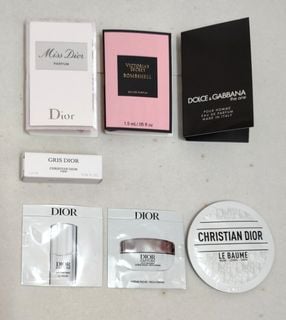 Miss Dior
PARFUM
Dior
VICTORIA'S SECRET
BOMBSHELL
EAU DE PARFUM
1.5 mL / .05 fl oz
DOLCE & GABBANA
the one
POUR HOMME
EAU DE PARFUM
MADE IN ITALY
GRIS DIOR
CHRISTIAN DIOR
DIOR
DIOR
CHRISTIAN DIOR
LE BAUME